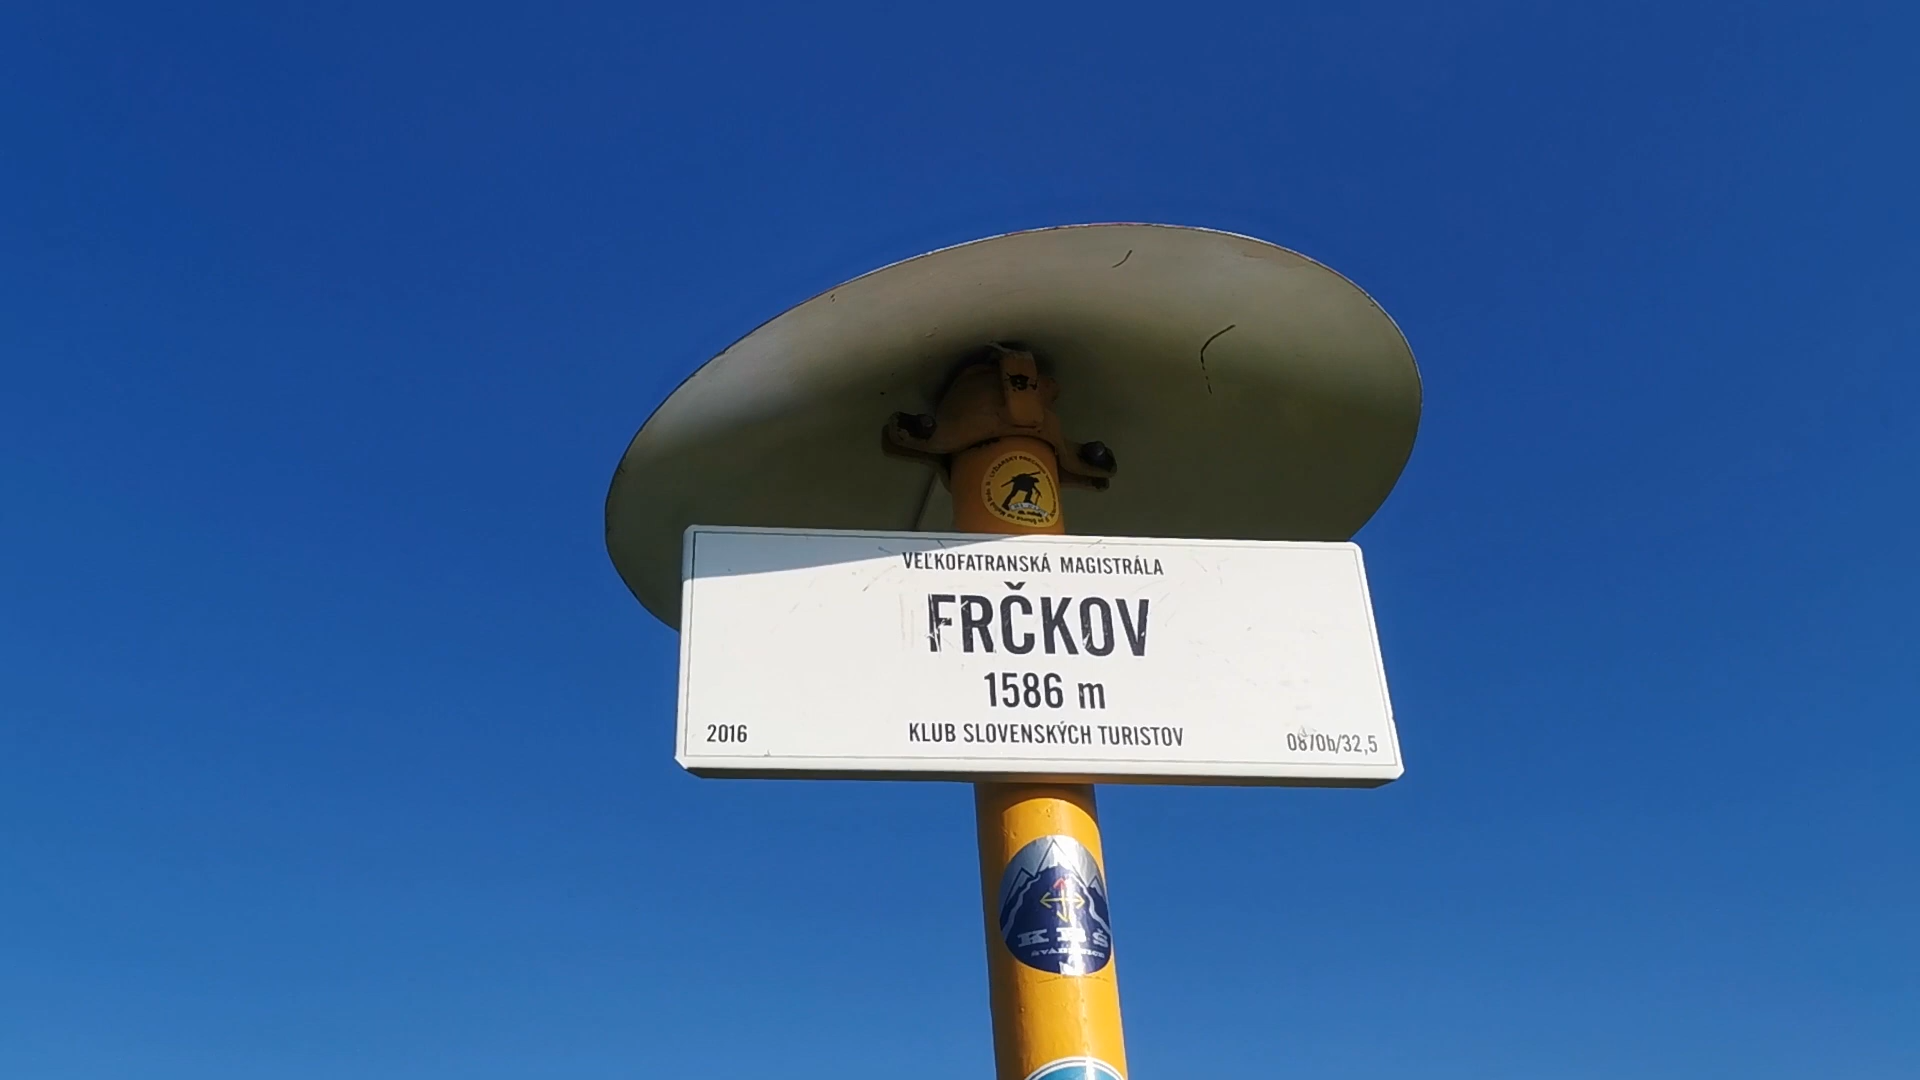 VEĽKOFATRANSKÁ MAGISTRÁLA
FRČKOV
1586 m
2016
KLUB SLOVENSKÝCH TURISTOV
0870b/32,5